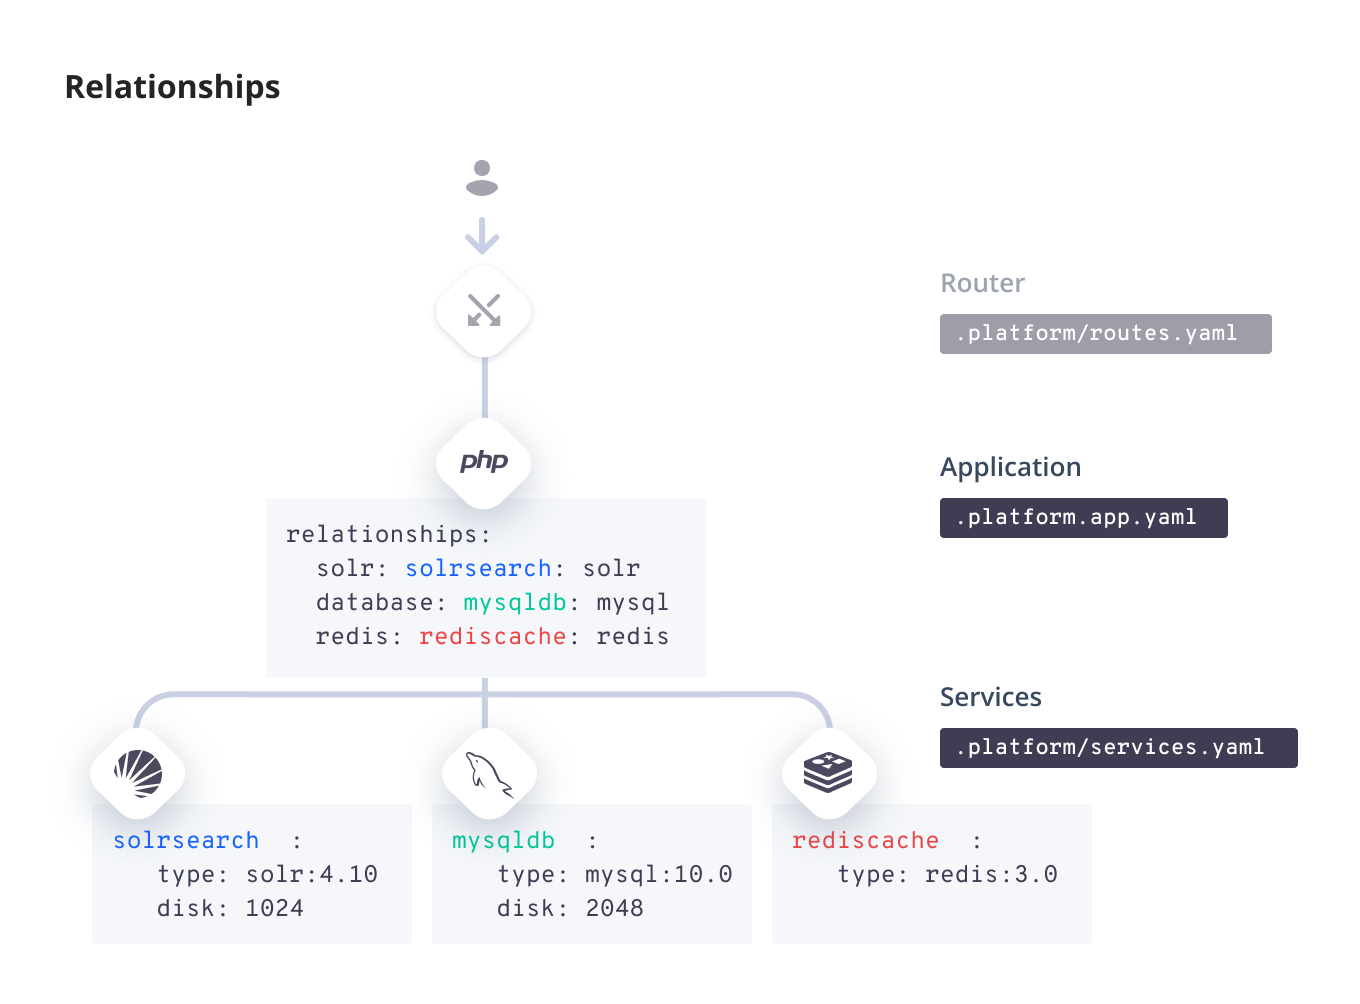 Relationships
Router
.platform/routes.yaml
php
Application
.platform.app.yaml
relationships:
solr: solrsearch: solr
database: mysqldb: mysql
redis: rediscache: redis
Services
.platform/services.yaml
solrsearch :
type: solr:4.10
disk: 1024
mysqldb :
type: mysql:10.0
disk: 2048
rediscache :
type: redis:3.0